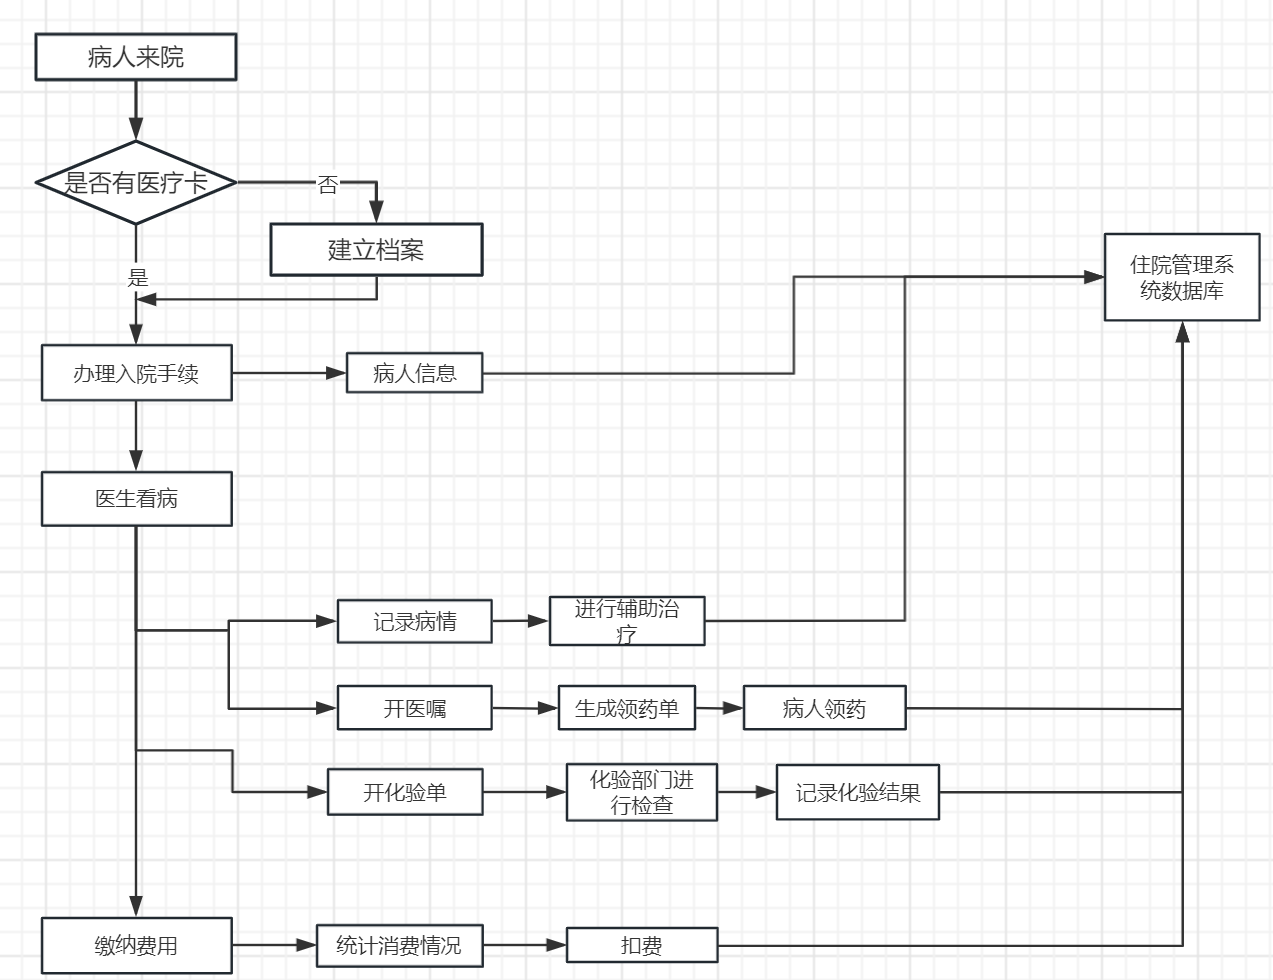 病人来院
是否有医疗卡
否
建立档案
是
住院管理系
统数据库
办理入院手续
病人信息
医生看病
记录病情
进行辅助治
疗
开医嘱
生成领药单
病人领药
开化验单
化验部门进
行检查
记录化验结果
缴纳费用
统计消费情况
扣费